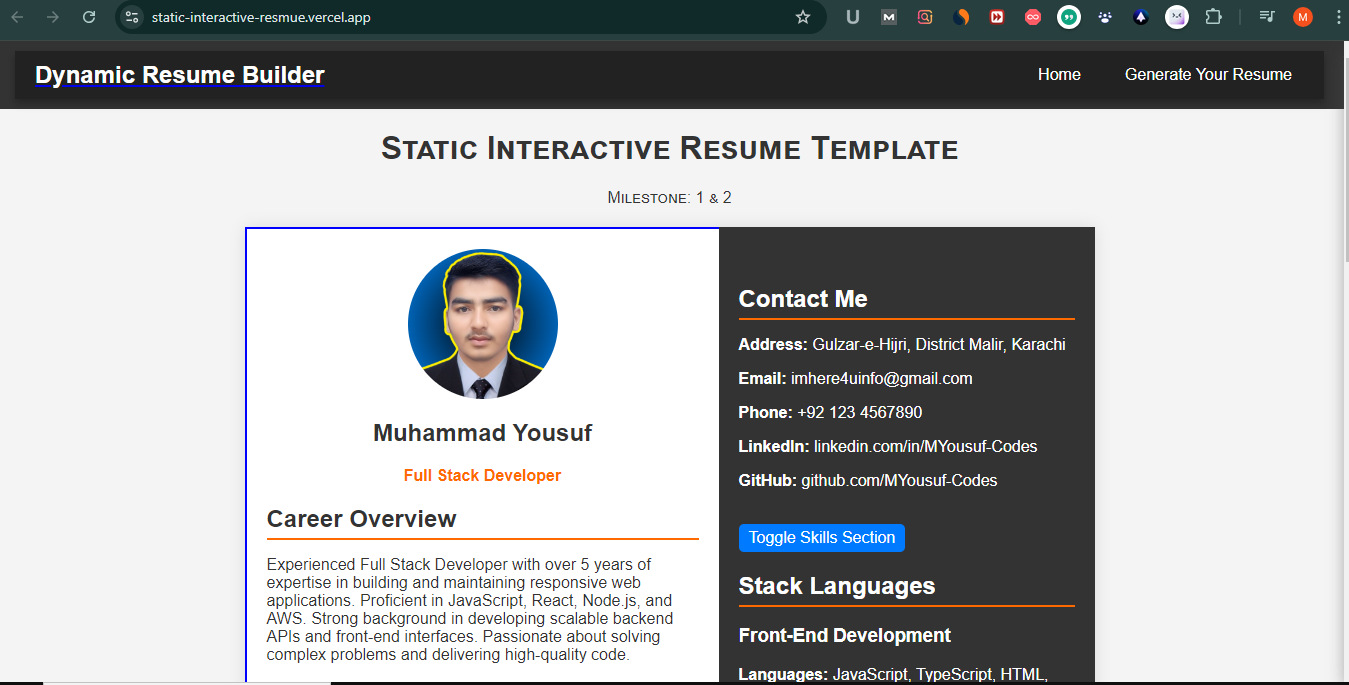 static-interactive-resmue.vercel.app
U
M
M
Dynamic Resume Builder
Home
Generate Your Resume
Static Interactive Resume Template
Milestone: 1 & 2
Muhammad Yousuf
Full Stack Developer
Career Overview
Experienced Full Stack Developer with over 5 years of
expertise in building and maintaining responsive web
applications. Proficient in JavaScript, React, Node.js, and
AWS. Strong background in developing scalable backend
APIs and front-end interfaces. Passionate about solving
complex problems and delivering high-quality code.
Contact Me
Address: Gulzar-e-Hijri, District Malir, Karachi
Email: imhere4uinfo@gmail.com
Phone: +92 123 4567890
LinkedIn: linkedin.com/in/MYousuf-Codes
GitHub: github.com/MYousuf-Codes
Toggle Skills Section
Stack Languages
Front-End Development
Languages: JavaScript, TypeScript, HTML,